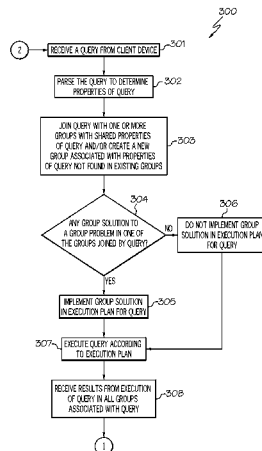 300
2
RECEIVE A QUERY FROM CLIENT DEVICE
301
PARSE THE QUERY TO DETERMINE
PROPERTIES OF QUERY
302
JOIN QUERY WITH ONE OR MORE
GROUPS WITH SHARED PROPERTIES
OF QUERY AND/OR CREATE A NEW
GROUP ASSOCIATED WITH PROPERTIES
OF QUERY NOT FOUND IN EXISTING GROUPS
303
304
ANY GROUP SOLUTION TO
A GROUP PROBLEM IN ONE OF
THE GROUPS JOINED BY QUERY?
NO
306
DO NOT IMPLEMENT GROUP
SOLUTION IN EXECUTION PLAN
FOR QUERY
YES
IMPLEMENT GROUP SOLUTION
IN EXECUTION PLAN FOR QUERY
305
307
EXECUTE QUERY ACCORDING
TO EXECUTION PLAN
RECEIVE RESULTS FROM EXECUTION
OF QUERY IN ALL GROUPS
ASSOCIATED WITH QUERY
308
1